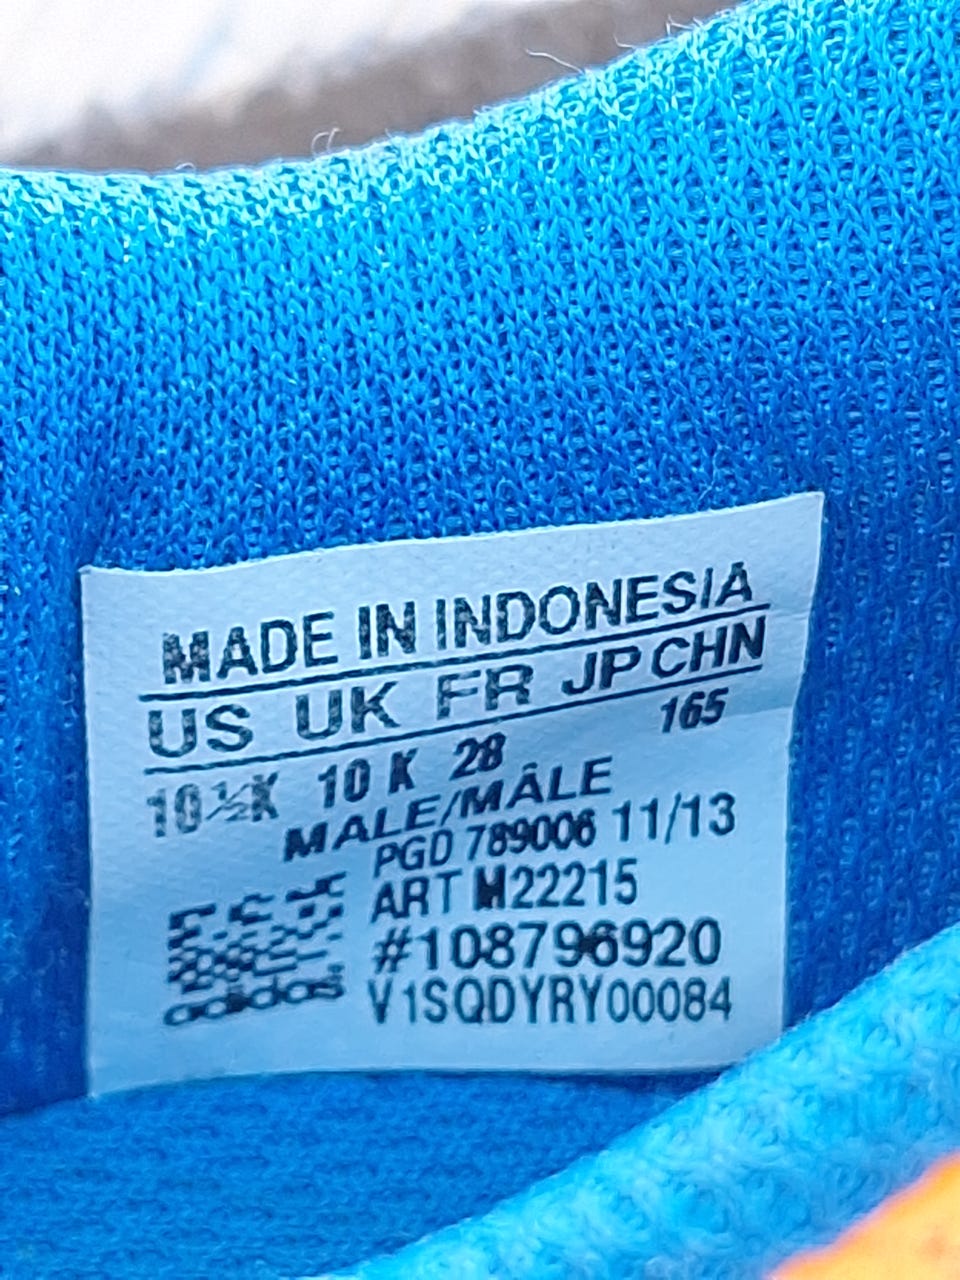 MADE IN INDONESIA
US UK FR JP CHN
10½K 10 K 28 165
MALE/MÂLE
PGD 789006 11/13
ART M22215
#108796920
V1SQDYRY00084
adidas